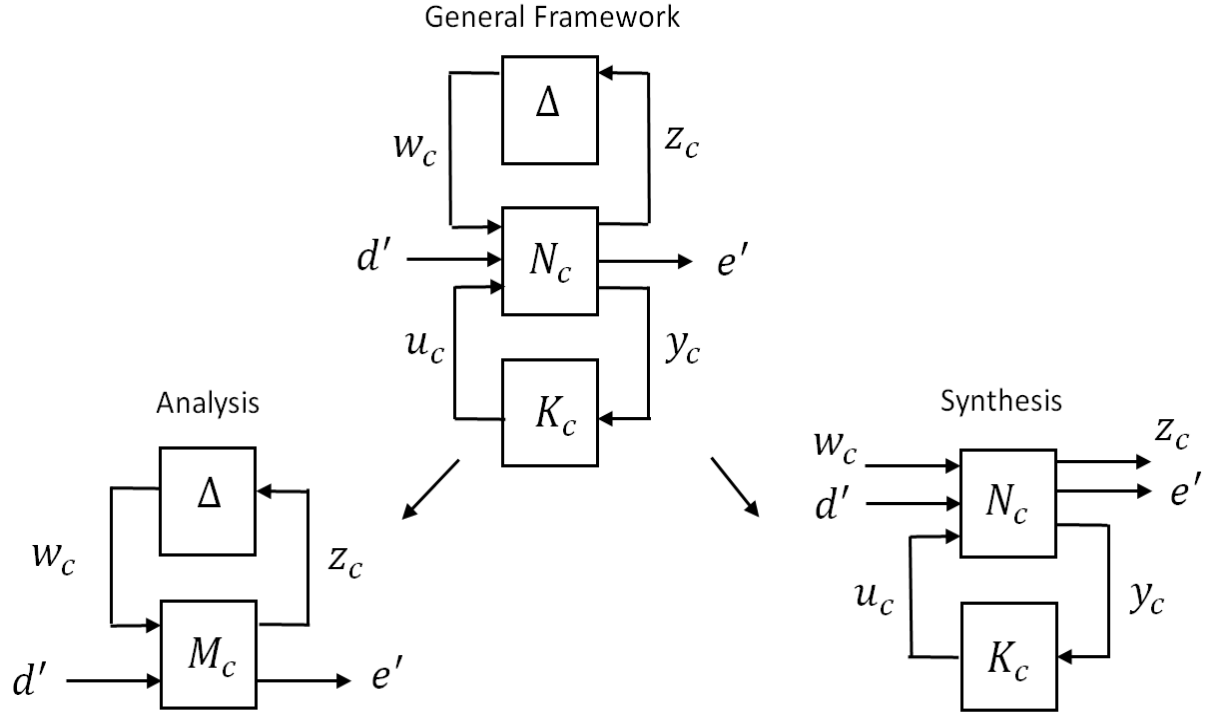 General Framework
Δ
w_c
z_c
d′
N_c
e′
u_c
y_c
K_c
Analysis
Δ
w_c
z_c
d′
M_c
e′
Synthesis
w_c
z_c
d′
N_c
e′
u_c
y_c
K_c